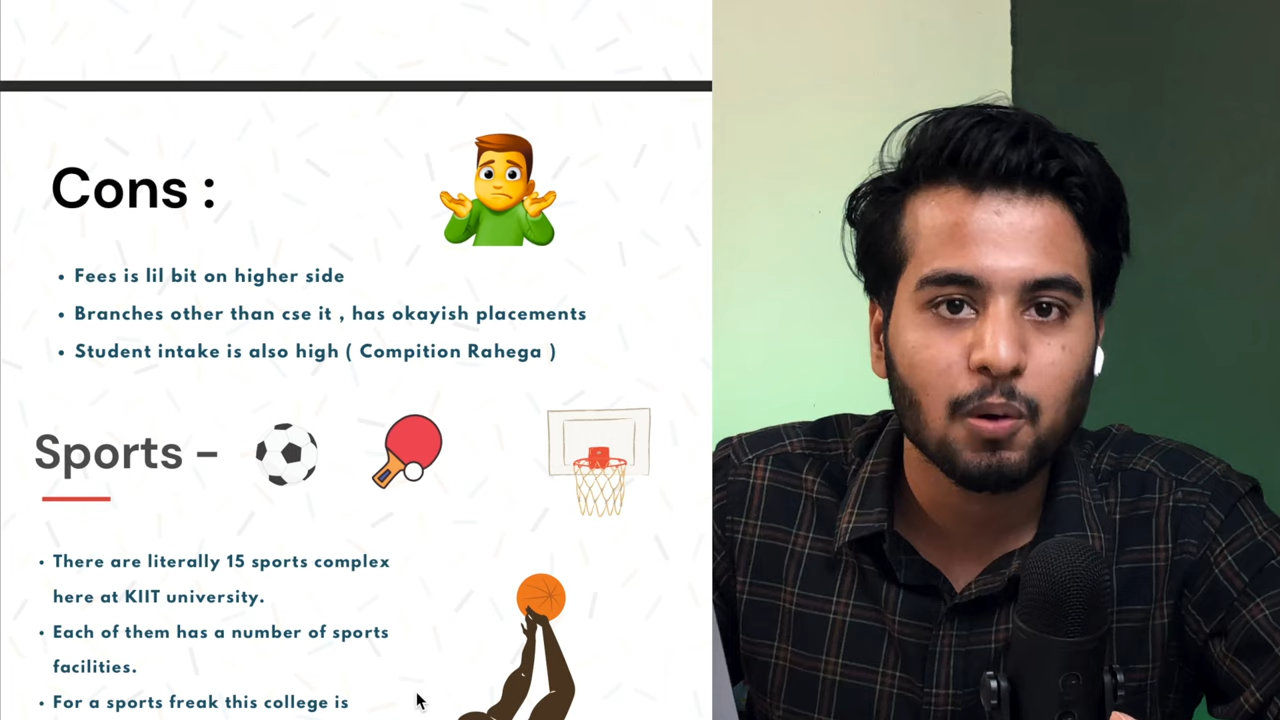 Cons :
• Fees is lil bit on higher side
• Branches other than cse it , has okayish placements
• Student intake is also high ( Compition Rahega )
Sports –
• There are literally 15 sports complex
here at KIIT university.
• Each of them has a number of sports
facilities.
• For a sports freak this college is